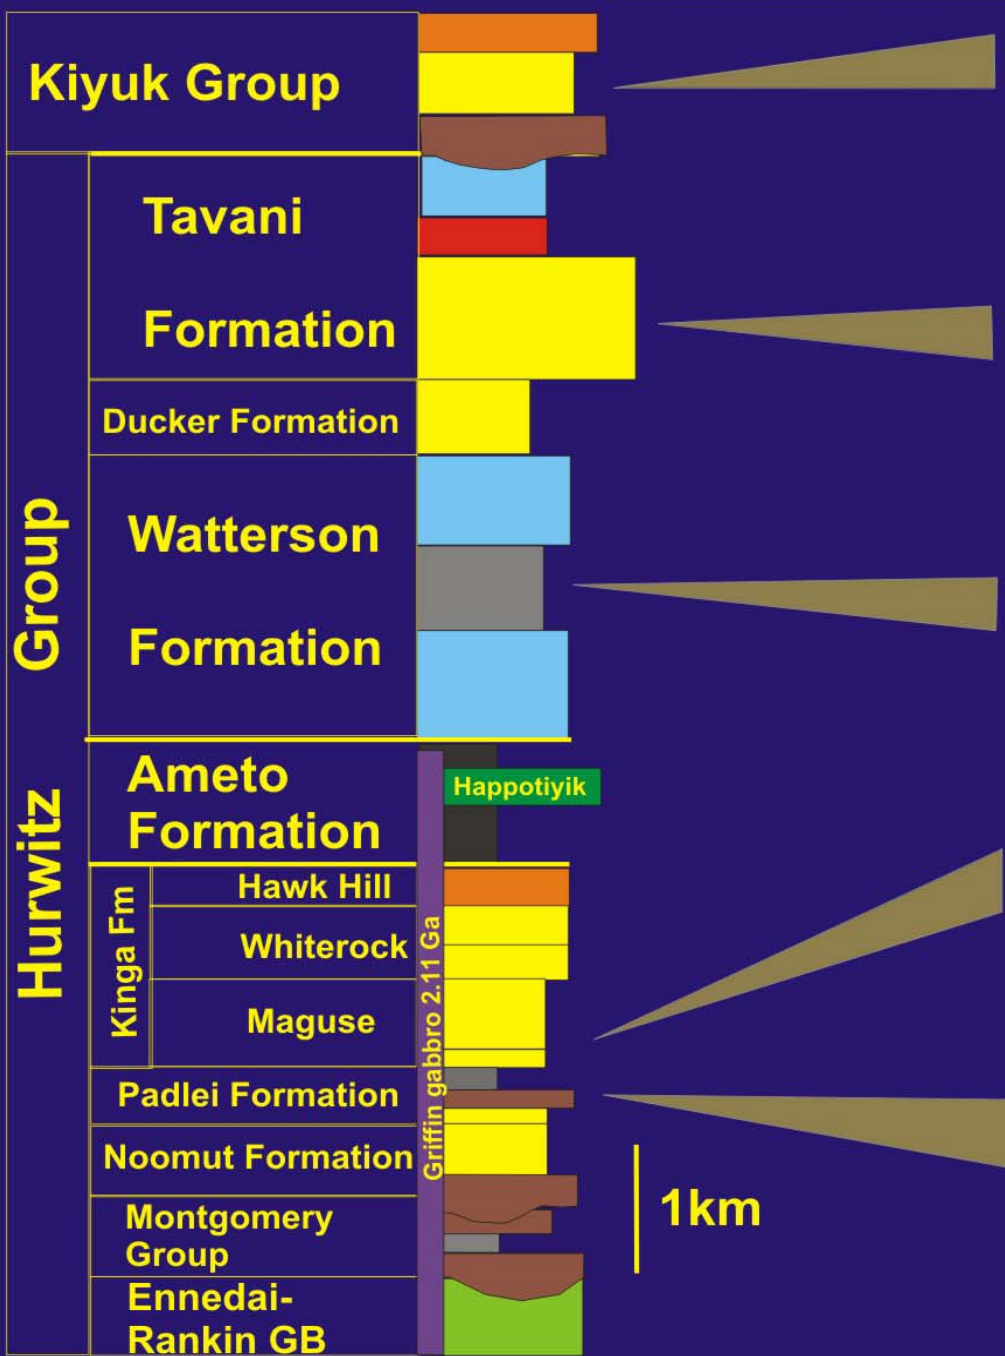 Kiyuk Group
Hurwitz Group
Tavani
Formation
Ducker Formation
Watterson
Formation
Ameto
Formation
Happotiyik
Kinga Fm
Hawk Hill
Whiterock
Maguse
Griffin gabbro 2.11 Ga
Padlei Formation
Noomut Formation
Montgomery
Group
1km
Ennedai-
Rankin GB